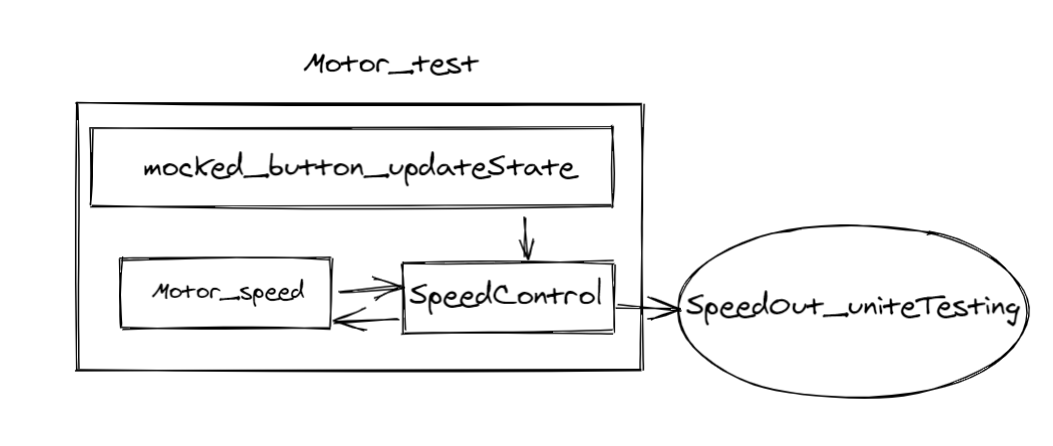 Motor_test
mocked_button_updateState
Motor_speed
SpeedControl
SpeedOut_uniteTesting